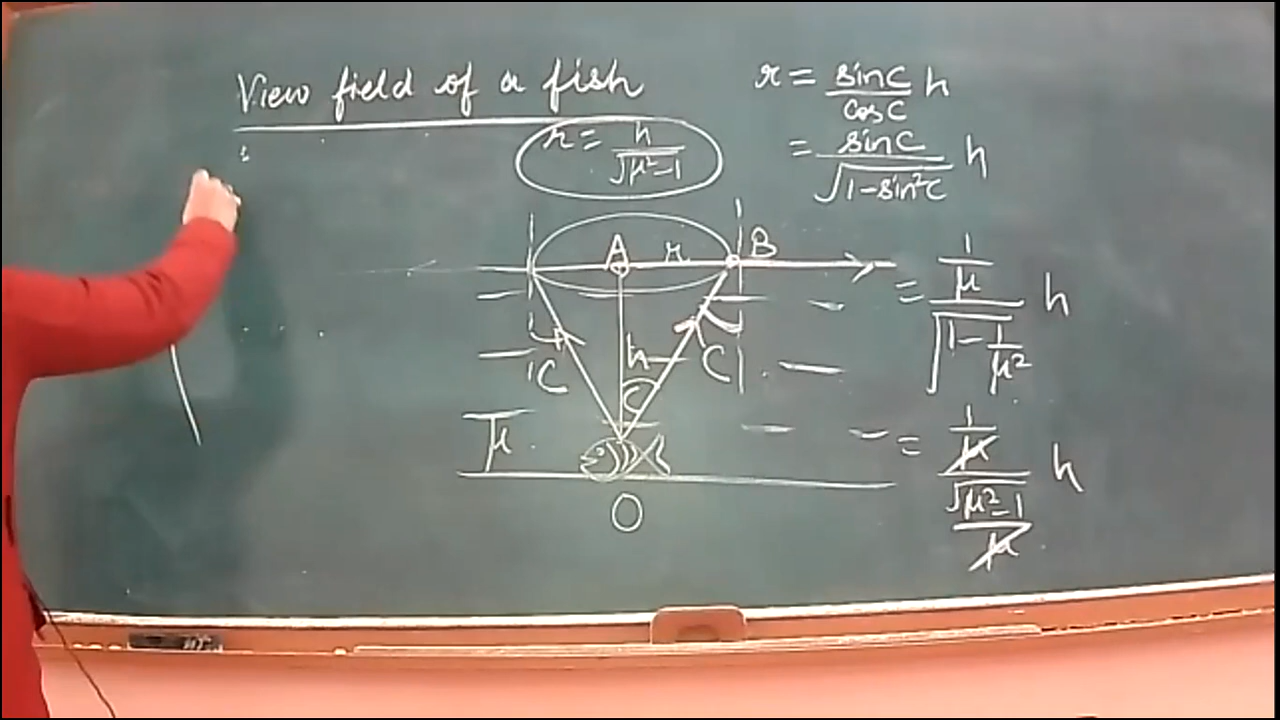 View field of a fish
r = h / √μ²-1
r = sinC / cosC h
= sinC / √1-sin²C h
= 1/μ / √1-1/μ² h
= 1/μ / √μ²-1/μ h
A r B
h
C C C
μ
O